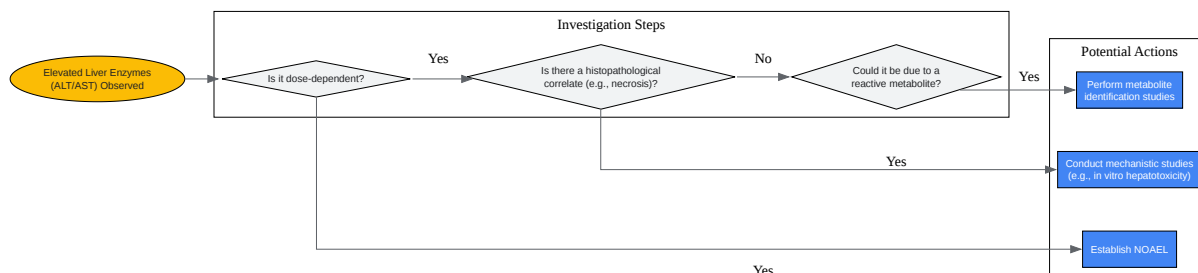 Investigation Steps
Elevated Liver Enzymes
(ALT/AST) Observed
Is it dose-dependent?
Yes
Is there a histopathological
correlate (e.g., necrosis)?
No
Could it be due to a
reactive metabolite?
Yes
Potential Actions
Perform metabolite
identification studies
Yes
Conduct mechanistic studies
(e.g., in vitro hepatotoxicity)
Establish NOAEL
Yes